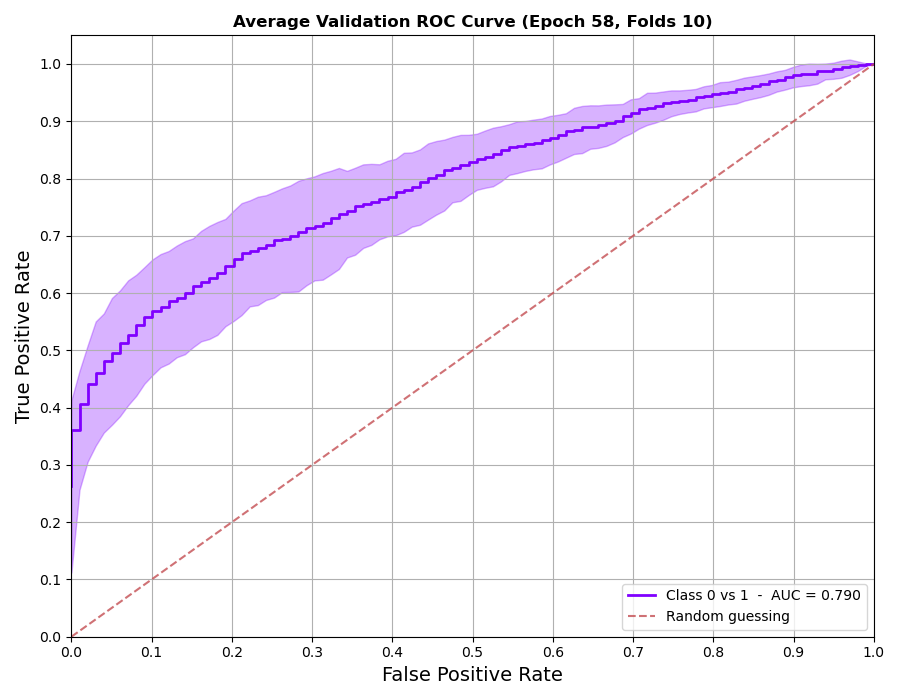 Average Validation ROC Curve (Epoch 58, Folds 10)
True Positive Rate
1.0
0.9
0.8
0.7
0.6
0.5
0.4
0.3
0.2
0.1
0.0
Class 0 vs 1 - AUC = 0.790
Random guessing
0.0 0.1 0.2 0.3 0.4 0.5 0.6 0.7 0.8 0.9 1.0
False Positive Rate